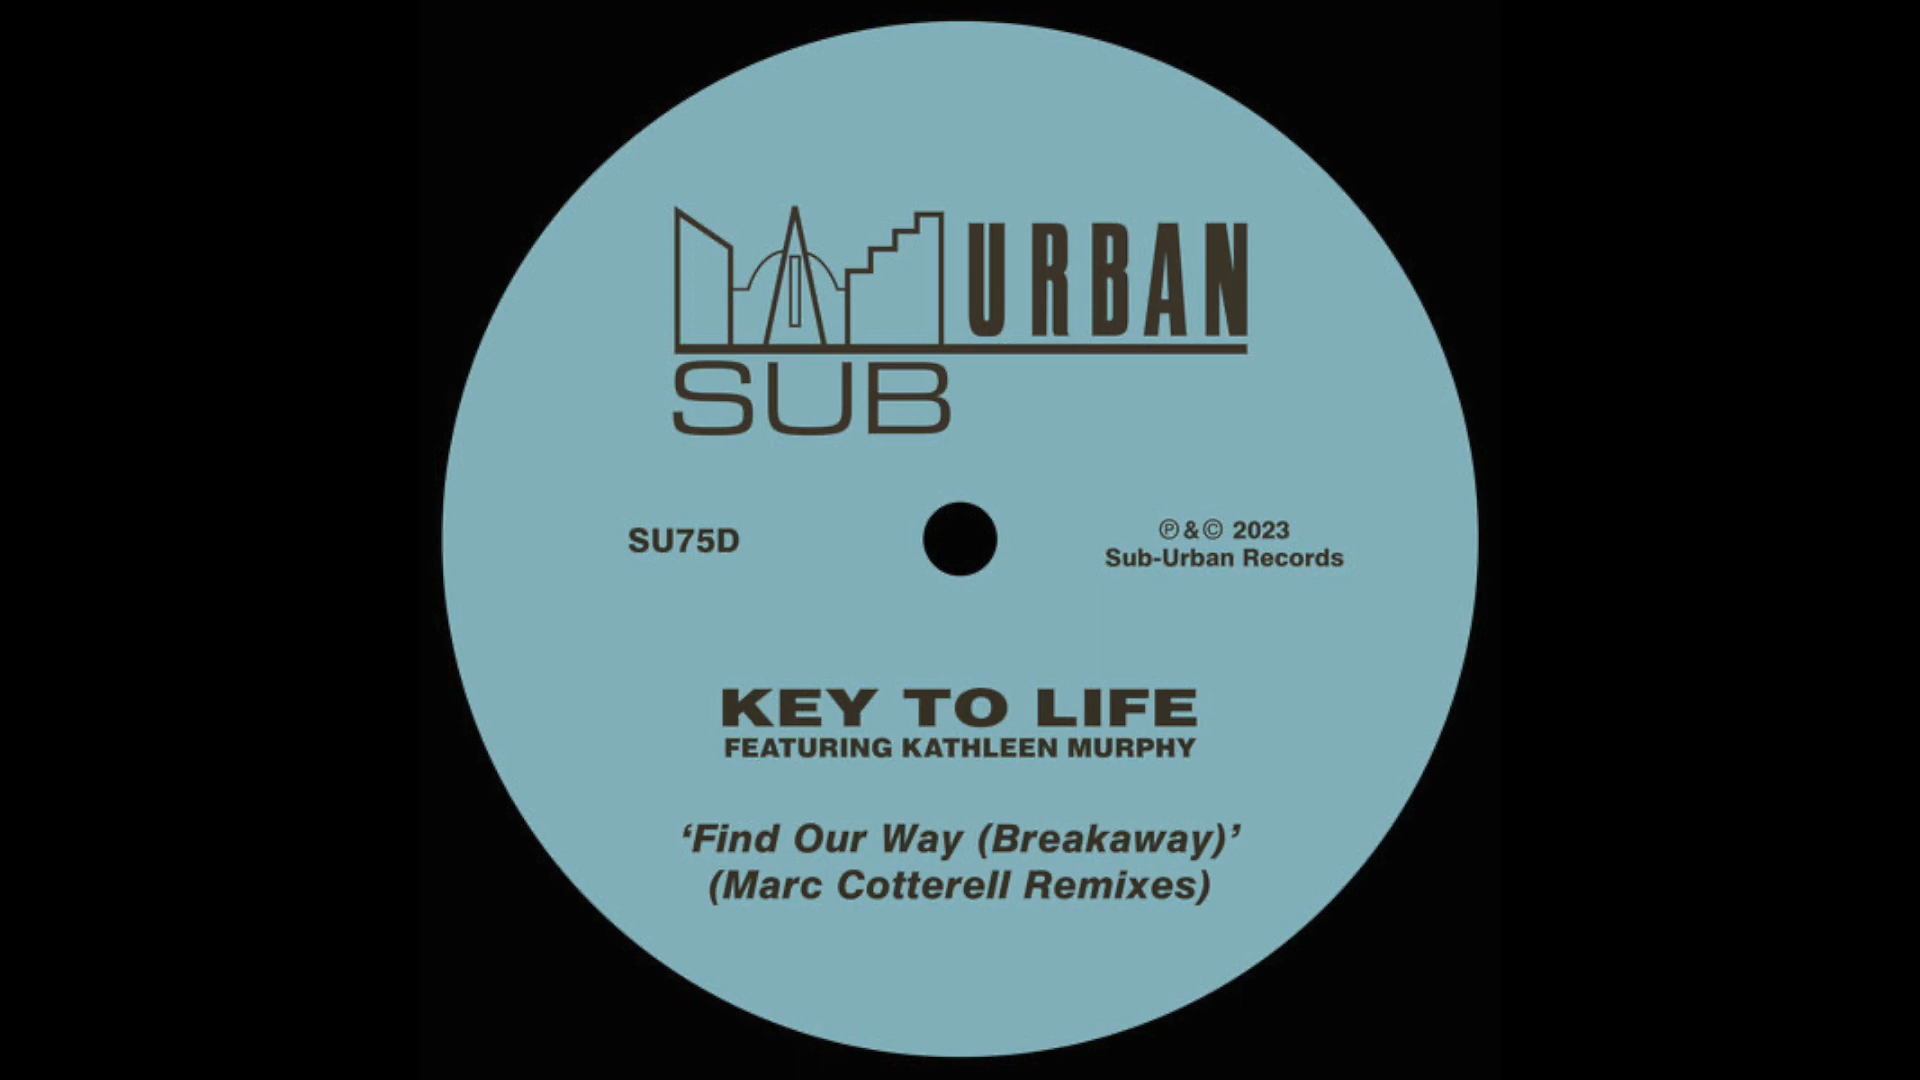 URBAN
SUB
SU75D
℗&© 2023
Sub-Urban Records
KEY TO LIFE
FEATURING KATHLEEN MURPHY
‘Find Our Way (Breakaway)’
(Marc Cotterell Remixes)